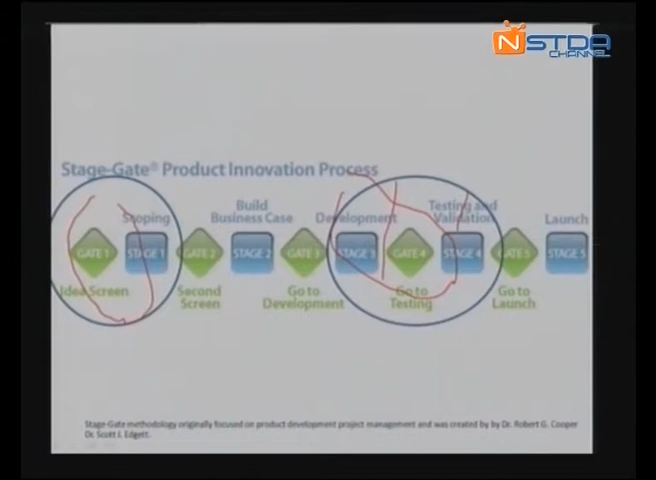 NSTDA
CHANNEL
Stage-Gate® Product Innovation Process
Scoping
Build
Business Case
Development
Testing and
Validation
Launch
GATE 1
STAGE 1
GATE 2
STAGE 2
GATE 3
STAGE 3
GATE 4
STAGE 4
GATE 5
STAGE 5
Idea Screen
Second
Screen
Go to
Development
Go to
Testing
Go to
Launch
Stage-Gate methodology originally focused on product development project management and was created by by Dr. Robert G. Cooper
Dr. Scott J. Edgett.